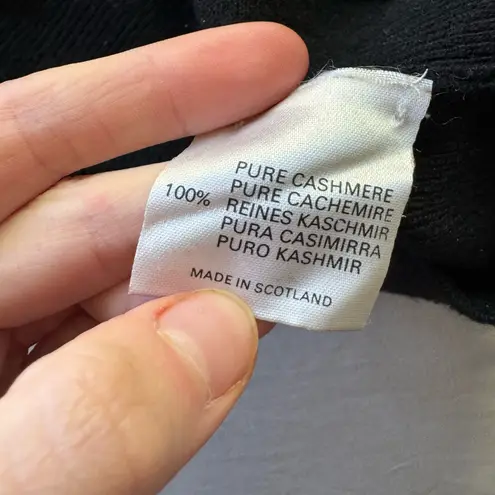 PURE CASHMERE
100% PURE CACHEMIRE
REINES KASCHMIR
PURA CASIMIRRA
PURO KASHMIR
MADE IN SCOTLAND